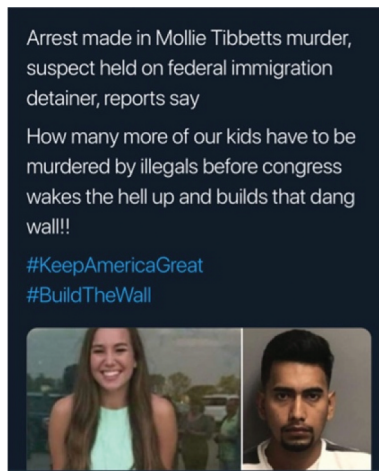 Arrest made in Mollie Tibbetts murder,
suspect held on federal immigration
detainer, reports say
How many more of our kids have to be
murdered by illegals before congress
wakes the hell up and builds that dang
wall!!
#KeepAmericaGreat
#BuildTheWall